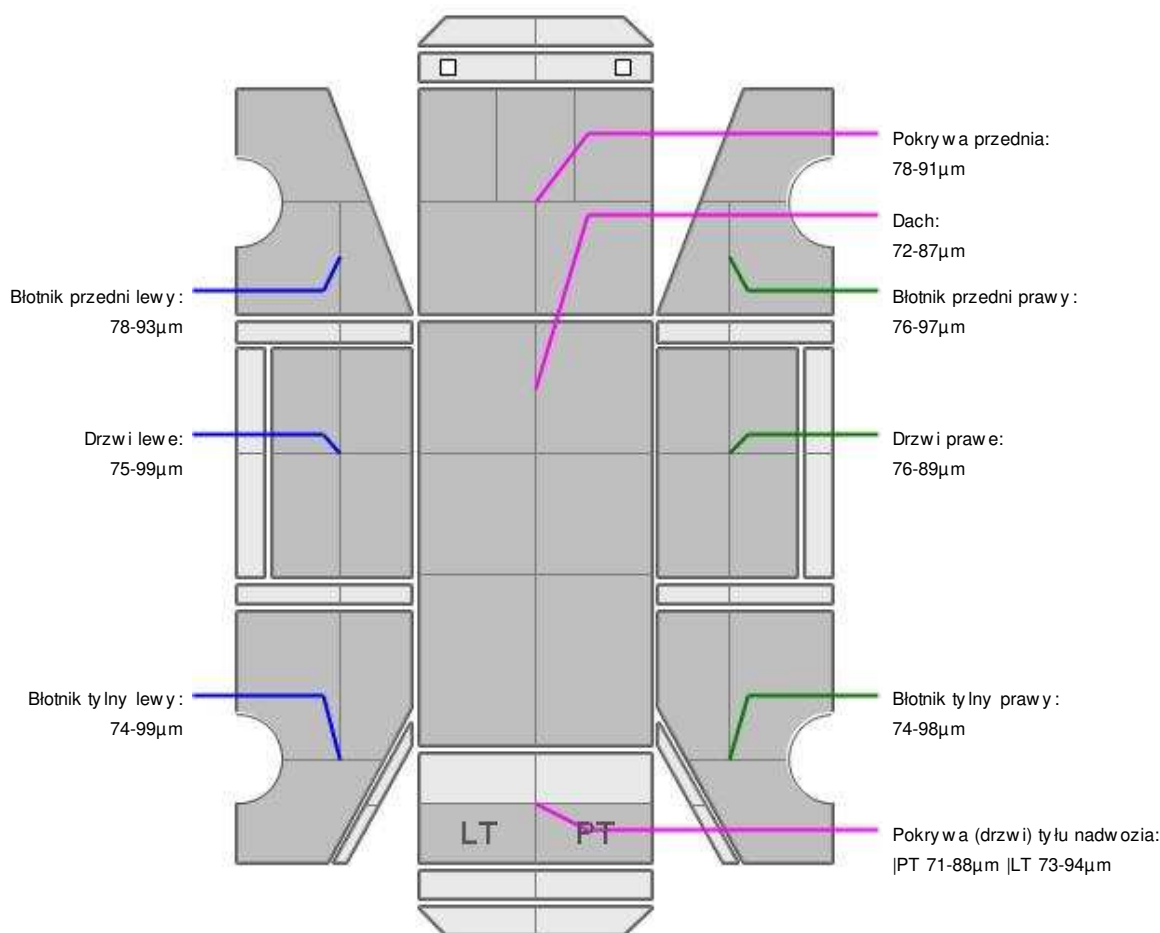 Pokrywa przednia:
78-91µm
Dach:
72-87µm
Błotnik przedni lewy:
78-93µm
Błotnik przedni prawy:
76-97µm
Drzwi lewe:
75-99µm
Drzwi prawe:
76-89µm
Błotnik tylny lewy:
74-99µm
Błotnik tylny prawy:
74-98µm
LT PT
Pokrywa (drzwi) tyłu nadwozia:
|PT 71-88µm |LT 73-94µm